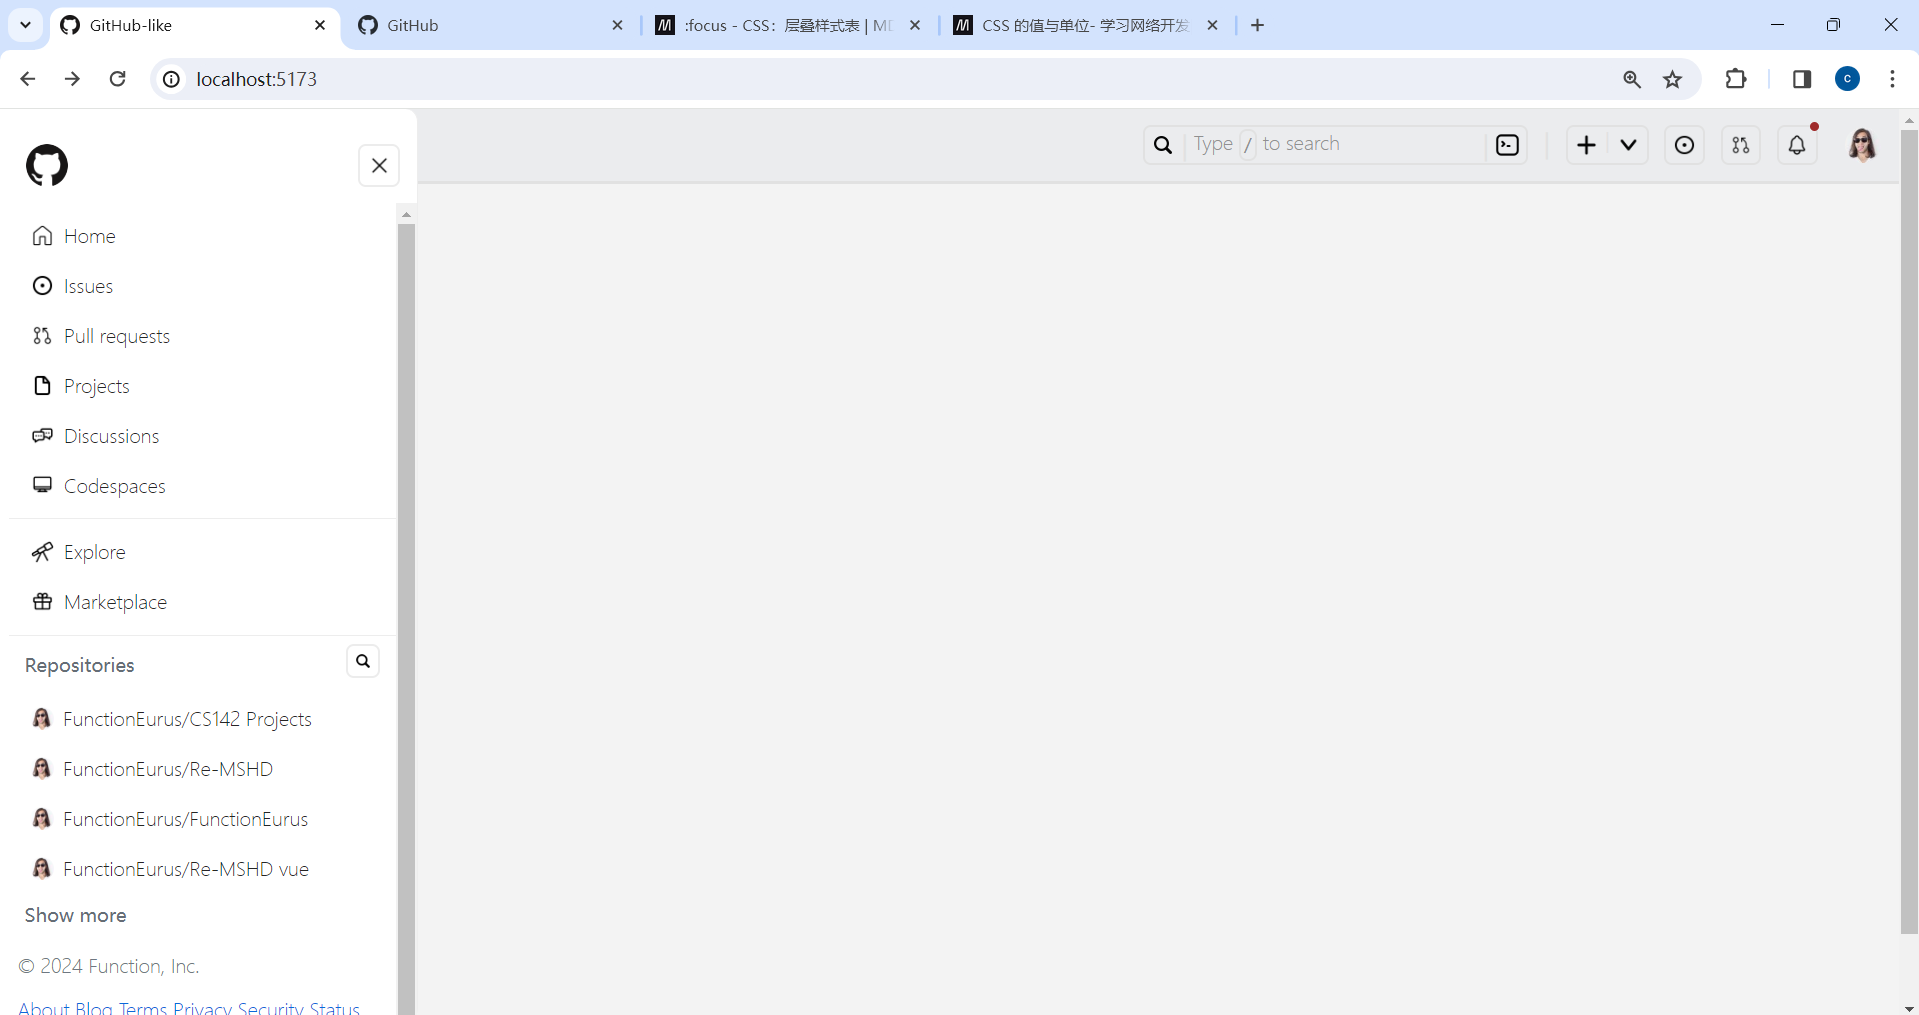 GitHub-like
GitHub
:focus - CSS：层叠样式表 | MD
CSS 的值与单位- 学习网络开发
localhost:5173
C
Type / to search
Home
Issues
Pull requests
Projects
Discussions
Codespaces
Explore
Marketplace
Repositories
FunctionEurus/CS142 Projects
FunctionEurus/Re-MSHD
FunctionEurus/FunctionEurus
FunctionEurus/Re-MSHD vue
Show more
© 2024 Function, Inc.
About Blog Terms Privacy Security Status